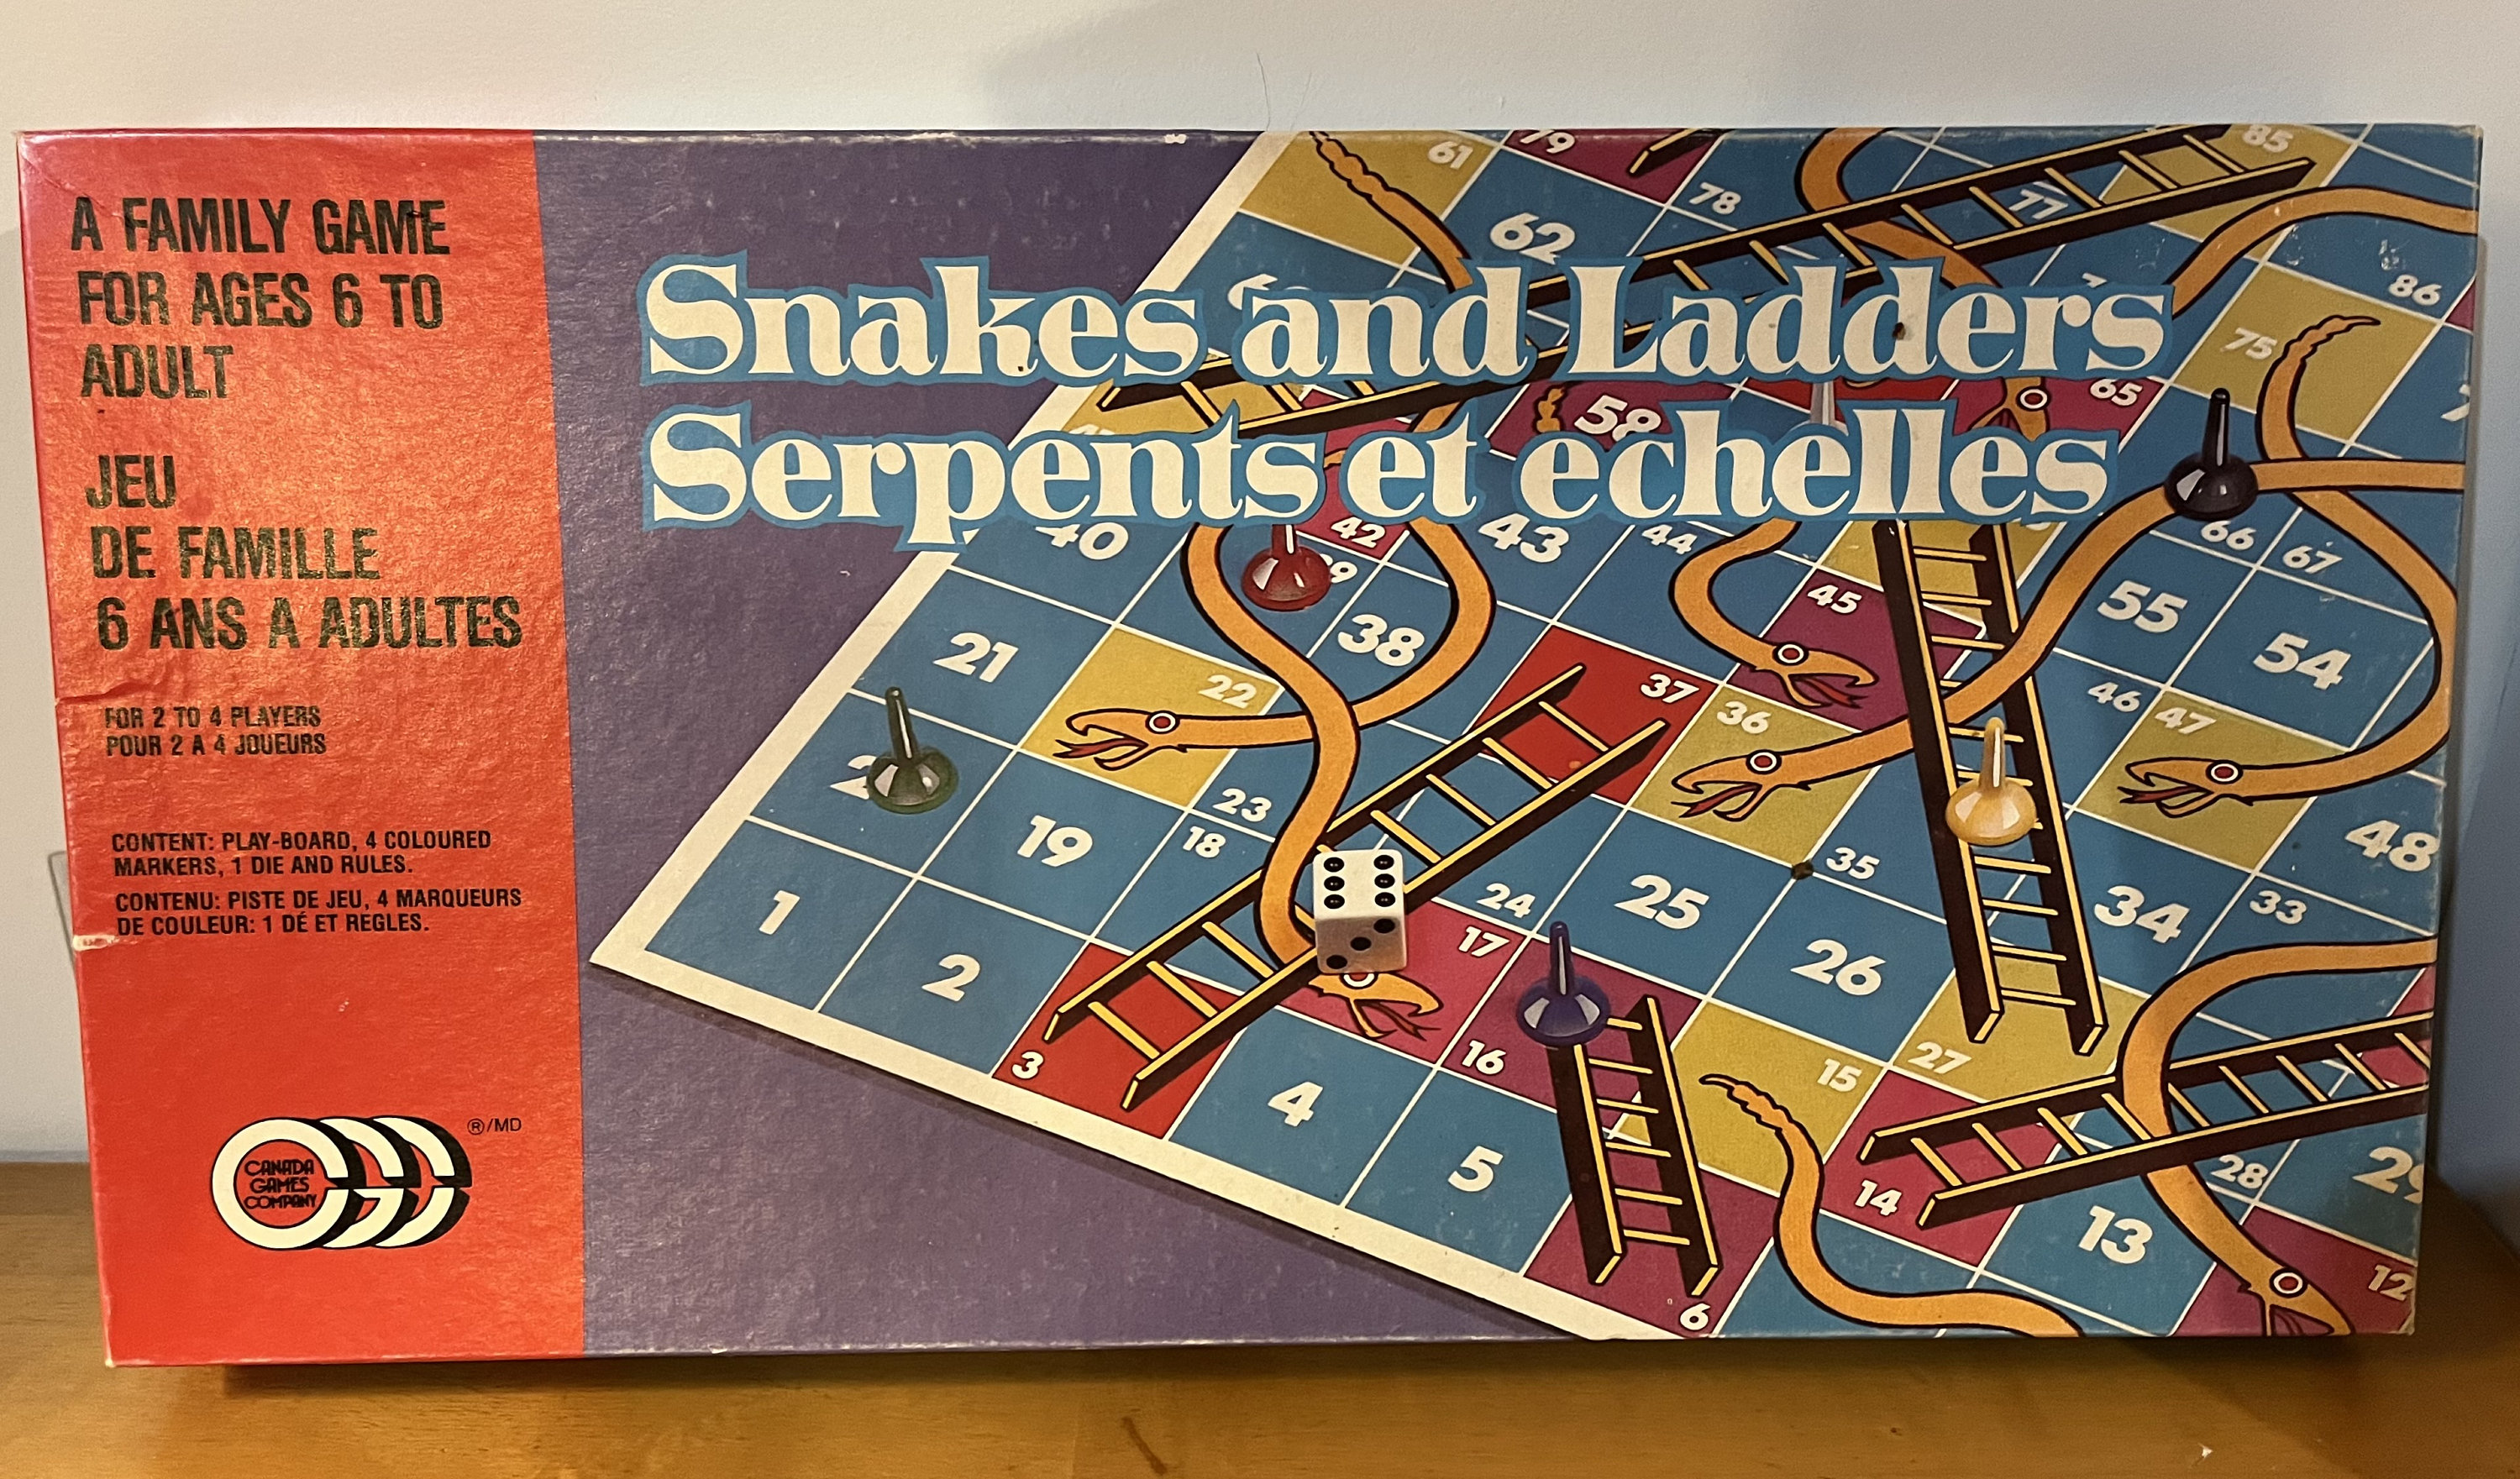 A FAMILY GAME
FOR AGES 6 TO
ADULT
JEU
DE FAMILLE
6 ANS A ADULTES
FOR 2 TO 4 PLAYERS
POUR 2 A 4 JOUEURS
CONTENT: PLAY-BOARD, 4 COLOURED
MARKERS, 1 DIE AND RULES.
CONTENU: PISTE DE JEU, 4 MARQUEURS
DE COULEUR: 1 DÉ ET REGLES.
CANADA
GAMES
COMPANY
®/MD
Snakes and Ladders
Serpents et echelles
61 79 85
62 78 77
86
75
58 65
40 42 43 44 66 67
38 45 55 54
21 22 37 36 46 47
19 18 23 35 48
1 2 24 25 34 33
17 26
3 16 15 27
4 14 28 29
5 13 12
6